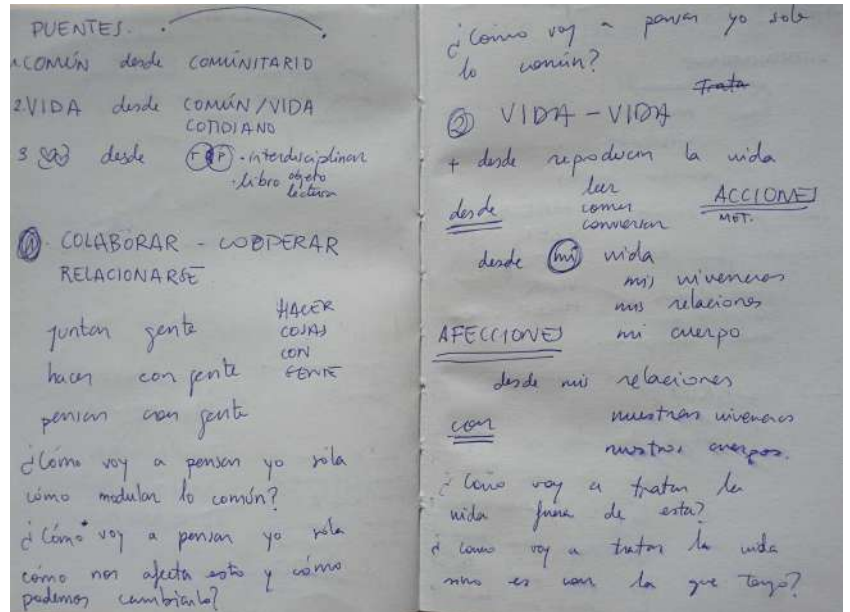 PUENTES.
1. COMÚN desde COMUNITARIO
2. VIDA desde COMÚN/VIDA
COTIDIANO
3 desde r P - interdisciplinar
· libro objeto
lectura
1. COLABORAR - COOPERAR
RELACIONARSE
juntar gente
hacer con gente
pensar con gente
HACER
COSAS
CON
GENTE
¿Cómo voy a pensar yo sola
cómo modular lo común?
¿Cómo voy a pensar yo sola
cómo nos afecta esto y cómo
podemos cambiarlo?
¿Cómo voy a pensar yo sola
lo común?
Trata
2 VIDA - VIDA
+ desde reproducir la vida
desde leer
comer
conversar
ACCIONES
MET.
desde mi vida
mis vivencias
mis relaciones
AFECCIONES mi cuerpo
desde mis relaciones
con nuestras vivencias
nuestros cuerpos.
¿Cómo voy a tratar la
vida fuera de esta?
¿Cómo voy a tratar la vida
sino es con la que tengo?